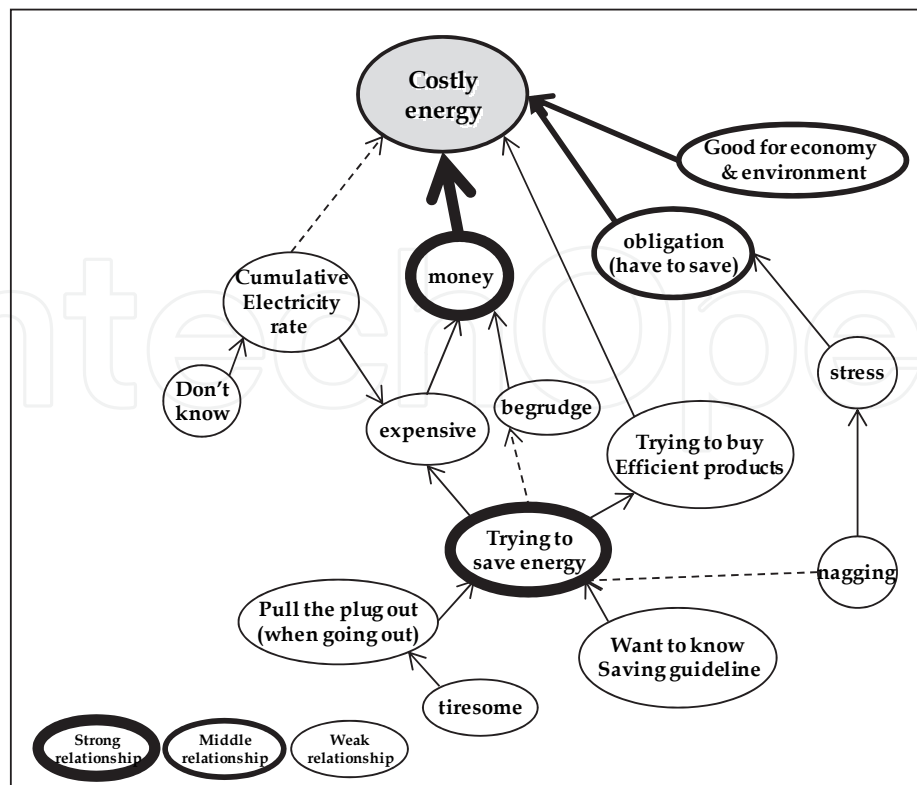 Costly
energy
Good for economy
& environment
obligation
(have to save)
money
Cumulative
Electricity
rate
Don't
know
stress
begrudge
expensive
Trying to buy
Efficient products
Trying to
save energy
nagging
Pull the plug out
(when going out)
Want to know
Saving guideline
tiresome
Strong
relationship
Middle
relationship
Weak
relationship
ntechOpe